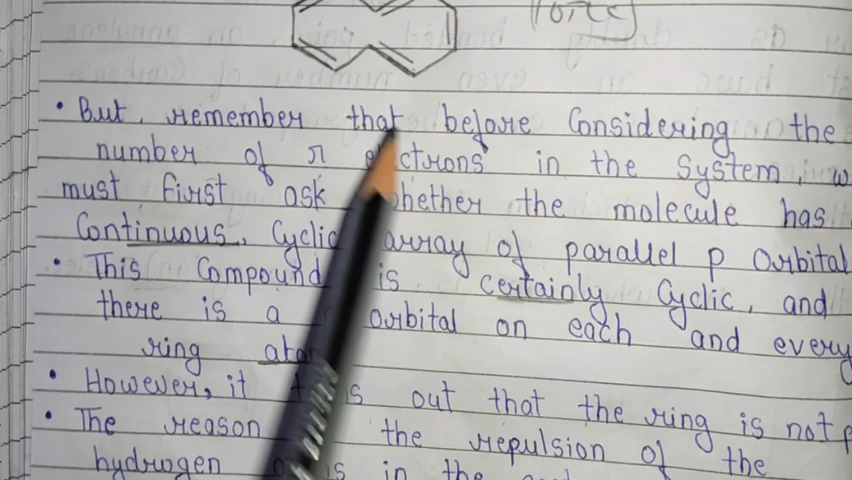 But, remember that before Considering the
number of π electrons in the system, w
must first ask whether the molecule has
Continuous, Cyclic array of parallel p orbital
This Compound is certainly Cyclic, and
there is a orbital on each and every
ring atom
However, it is out that the ring is not p
The reason the repulsion of the
hydrogen in the